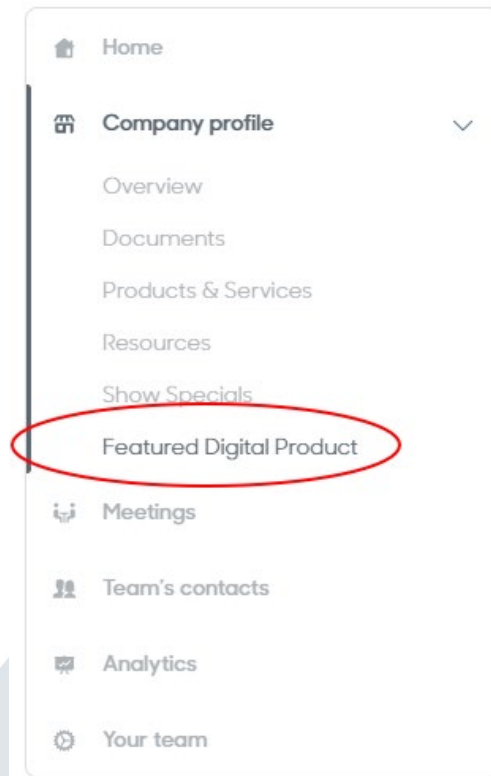 Home
Company profile
Overview
Documents
Products & Services
Resources
Show Specials
Featured Digital Product
Meetings
Team's contacts
Analytics
Your team